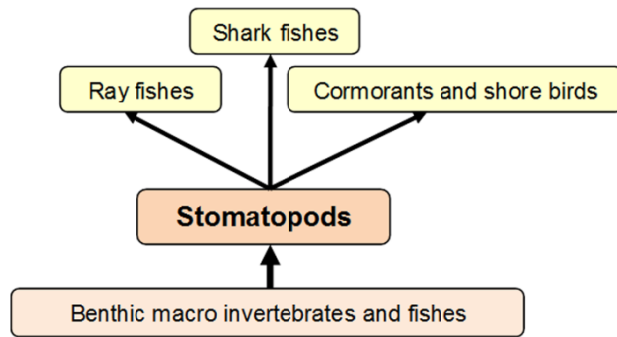 Shark fishes
Ray fishes
Cormorants and shore birds
Stomatopods
Benthic macro invertebrates and fishes